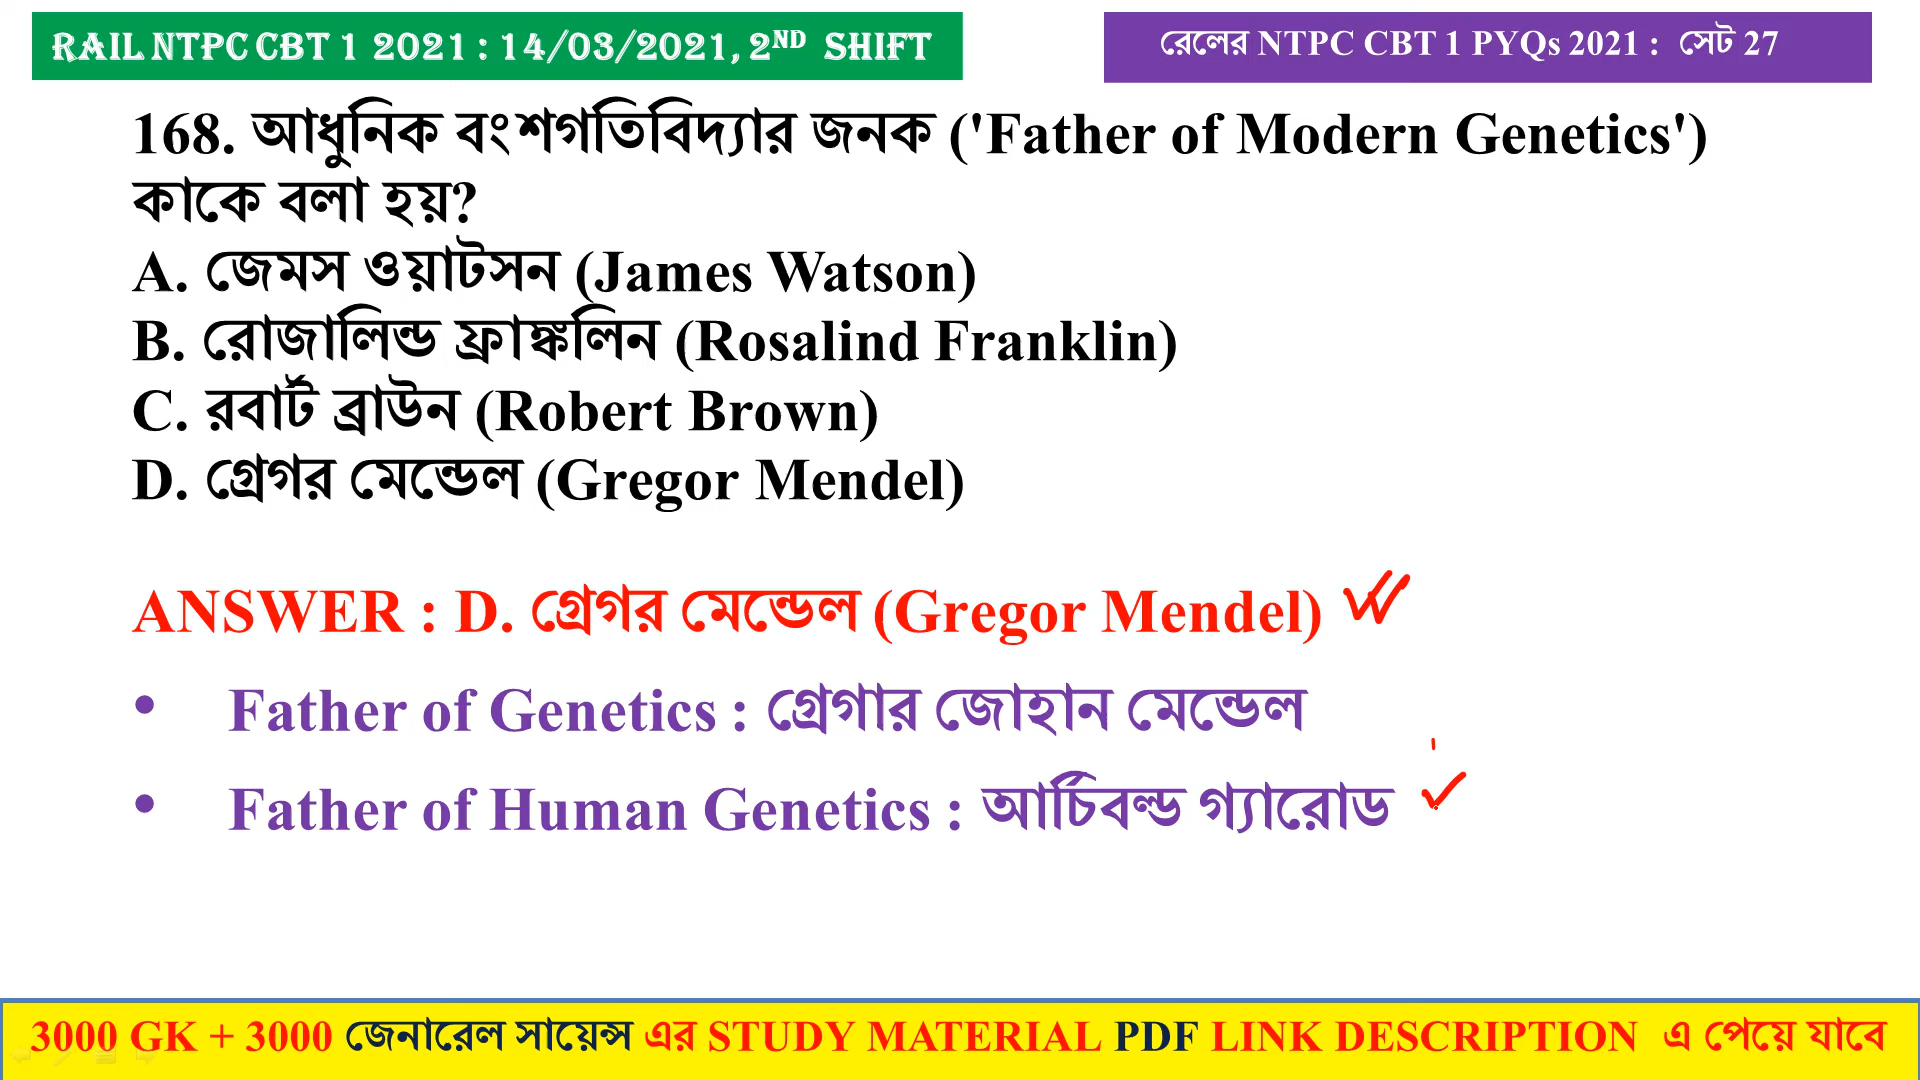 RAIL NTPC CBT 1 2021 : 14/03/2021, 2ND SHIFT
রেলের NTPC CBT 1 PYQs 2021 : সেট 27
168. আধুনিক বংশগতিবিদ্যার জনক ('Father of Modern Genetics')
কাকে বলা হয়?
A. জেমস ওয়াটসন (James Watson)
B. রোজালিন্ড ফ্রাঙ্কলিন (Rosalind Franklin)
C. রবার্ট ব্রাউন (Robert Brown)
D. গ্রেগর মেন্ডেল (Gregor Mendel)
ANSWER : D. গ্রেগর মেন্ডেল (Gregor Mendel)
• Father of Genetics : গ্রেগার জোহান মেন্ডেল
• Father of Human Genetics : আর্চিবল্ড গ্যারোড
3000 GK + 3000 জেনারেল সায়েন্স এর STUDY MATERIAL PDF LINK DESCRIPTION এ পেয়ে যাবে